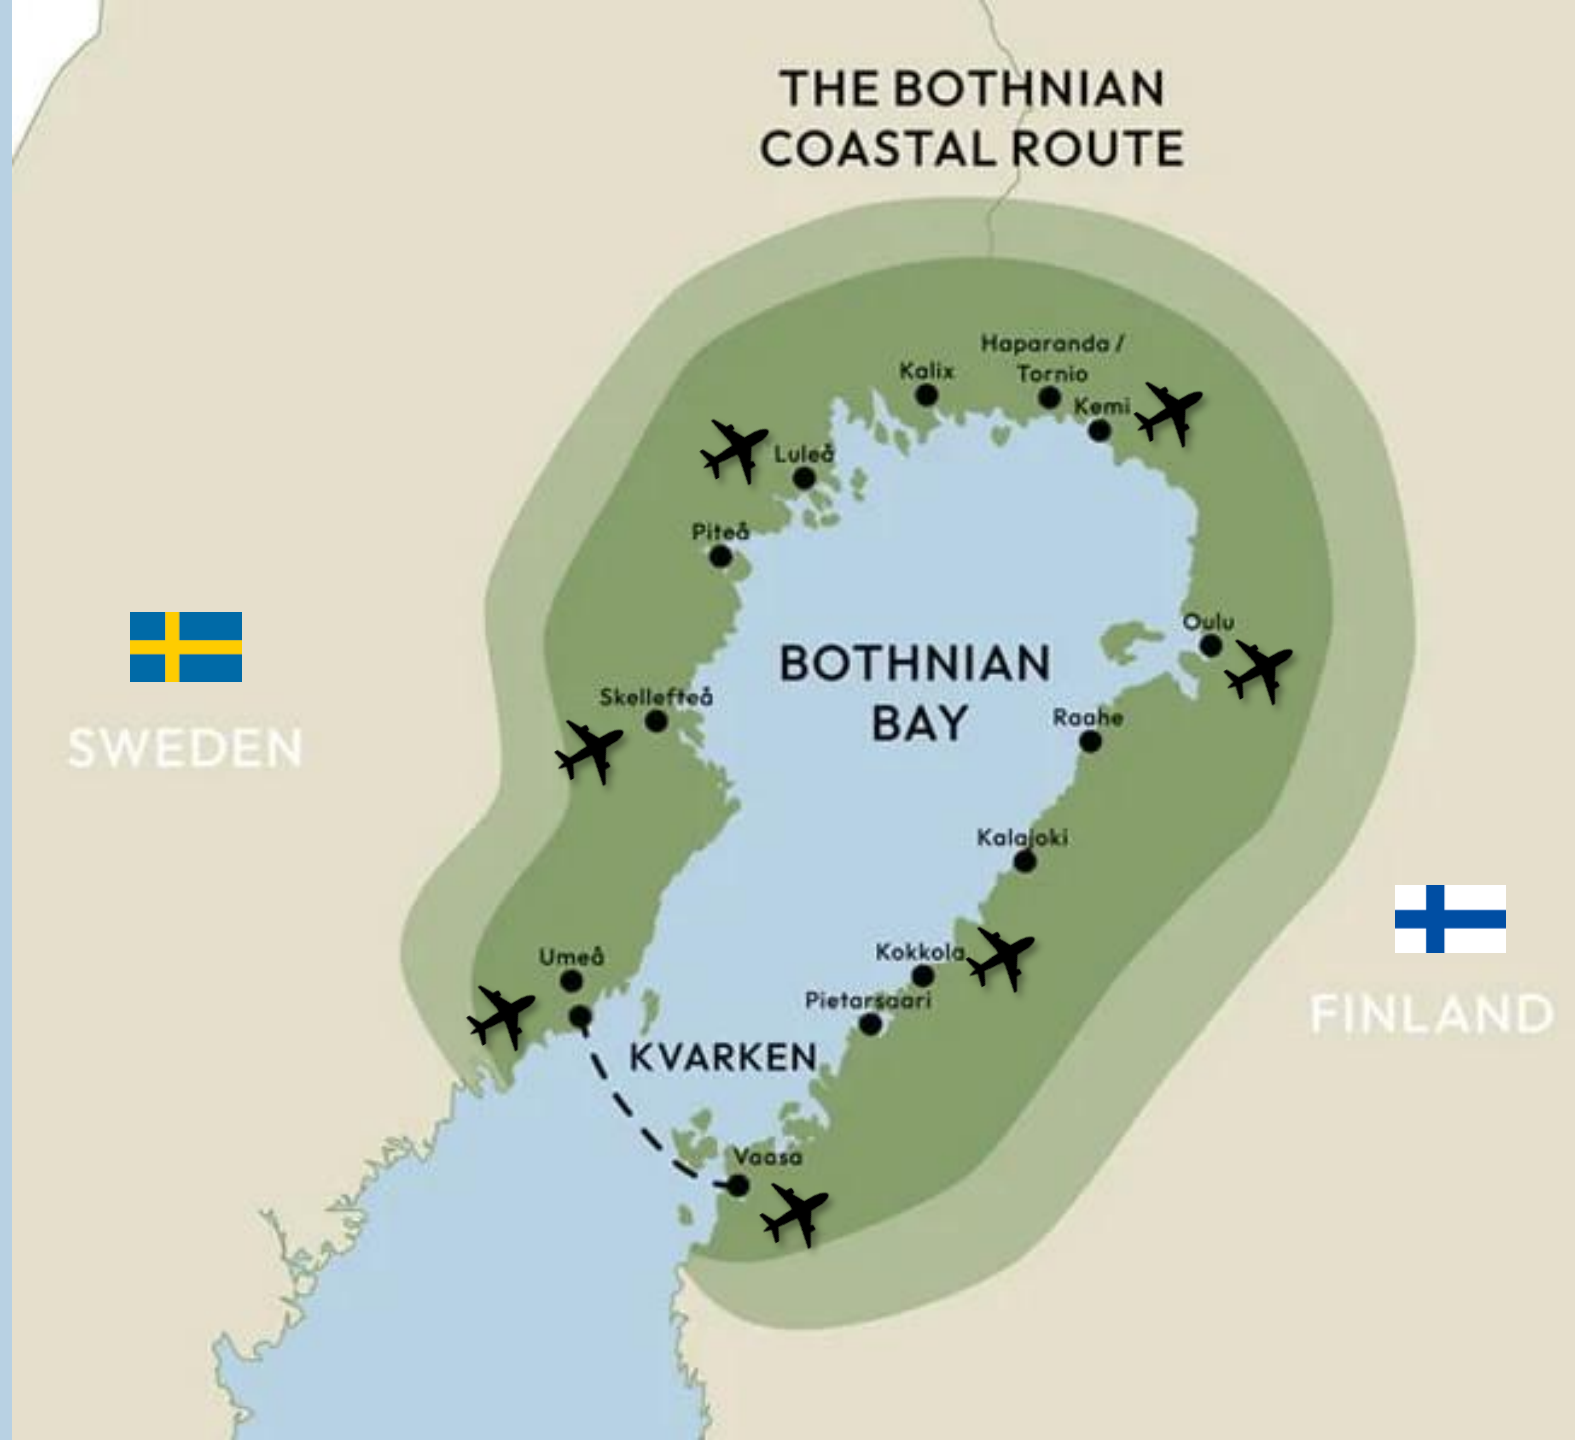 THE BOTHNIAN
COASTAL ROUTE
Haparanda /
Tornio
Kalix
Kemi
Luleå
Piteå
Oulu
BOTHNIAN
BAY
Skellefteå
Raahe
SWEDEN
Kalajoki
Kokkola
Umeå
Pietarsaari
FINLAND
KVARKEN
Vaasa